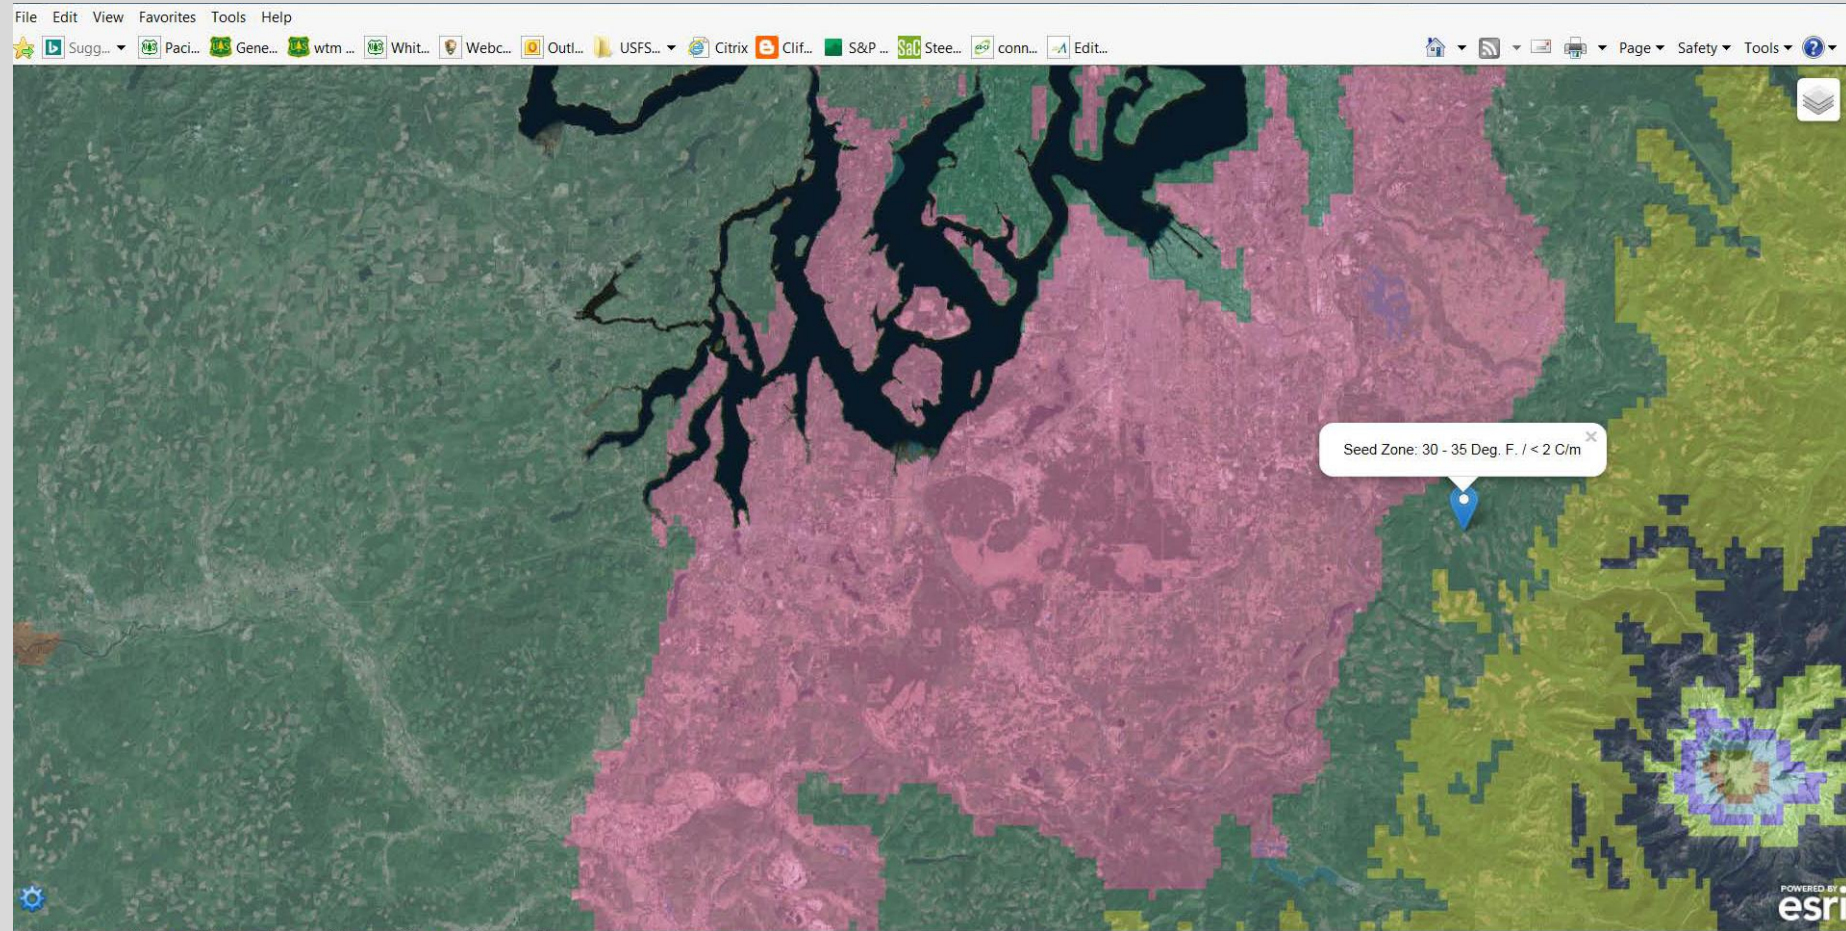 File Edit View Favorites Tools Help
Sugg... Paci... Gene... wtm ... Whit... Webc... Outl... USFS... Citrix Clif... S&P ... SaC Stee... conn... Edit... Page Safety Tools
Seed Zone: 30 - 35 Deg. F. / < 2 C/m
POWERED BY
esri